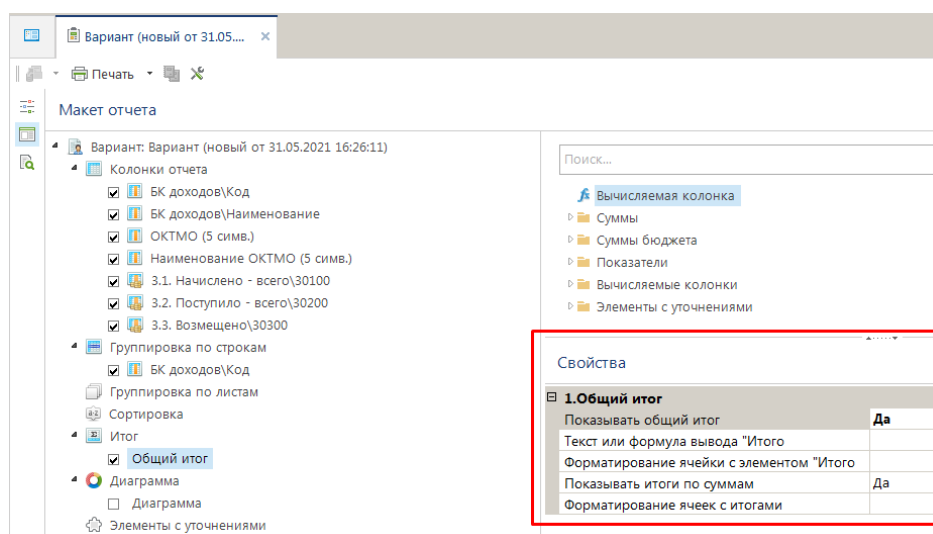 Вариант (новый от 31.05....
Печать
Макет отчета
Вариант: Вариант (новый от 31.05.2021 16:26:11)
Колонки отчета
БК доходов\Код
БК доходов\Наименование
ОКТМО (5 симв.)
Наименование ОКТМО (5 симв.)
3.1. Начислено - всего\30100
3.2. Поступило - всего\30200
3.3. Возмещено\30300
Группировка по строкам
БК доходов\Код
Группировка по листам
Сортировка
Итог
Общий итог
Диаграмма
Диаграмма
Элементы с уточнениями
Поиск...
Вычисляемая колонка
Суммы
Суммы бюджета
Показатели
Вычисляемые колонки
Элементы с уточнениями
Свойства
1.Общий итог
Показывать общий итог Да
Текст или формула вывода "Итого
Форматирование ячейки с элементом "Итого
Показывать итоги по суммам Да
Форматирование ячеек с итогами